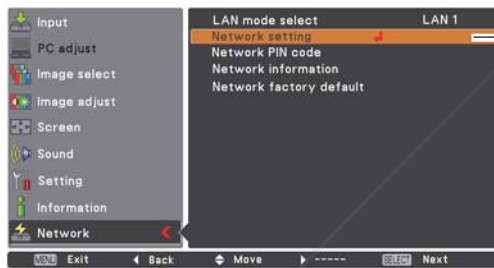 Input
PC adjust
Image select
Image adjust
Screen
Sound
Setting
Information
Network
LAN mode select LAN 1
Network setting
Network PIN code
Network information
Network factory default
MENU Exit Back Move ----- SELECT Next